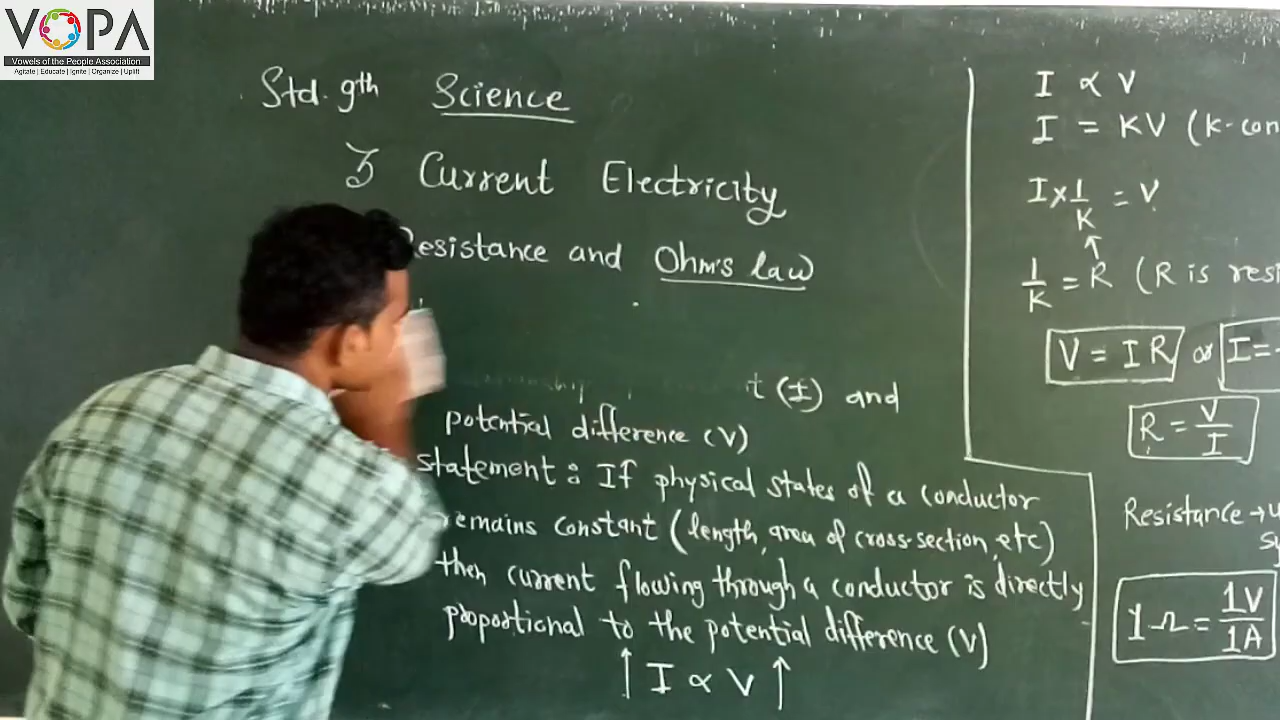 VOPA
Vowels of the People Association
Agitate | Educate | Ignite | Organize | Uplift
Std. 9th Science
3 Current Electricity
Resistance and Ohm's law
t (I) and
potential difference (V)
statement : If physical states of a conductor
remains constant (length, area of cross-section, etc)
then current flowing through a conductor is directly
proportional to the potential difference (V)
↑ I ∝ V ↑
I ∝ V
I = KV (K-con
I × 1/K = V
↑
1/K = R (R is resi
V = IR or I =
R = V/I
Resistance → u
sy
1 Ω = 1V/1A